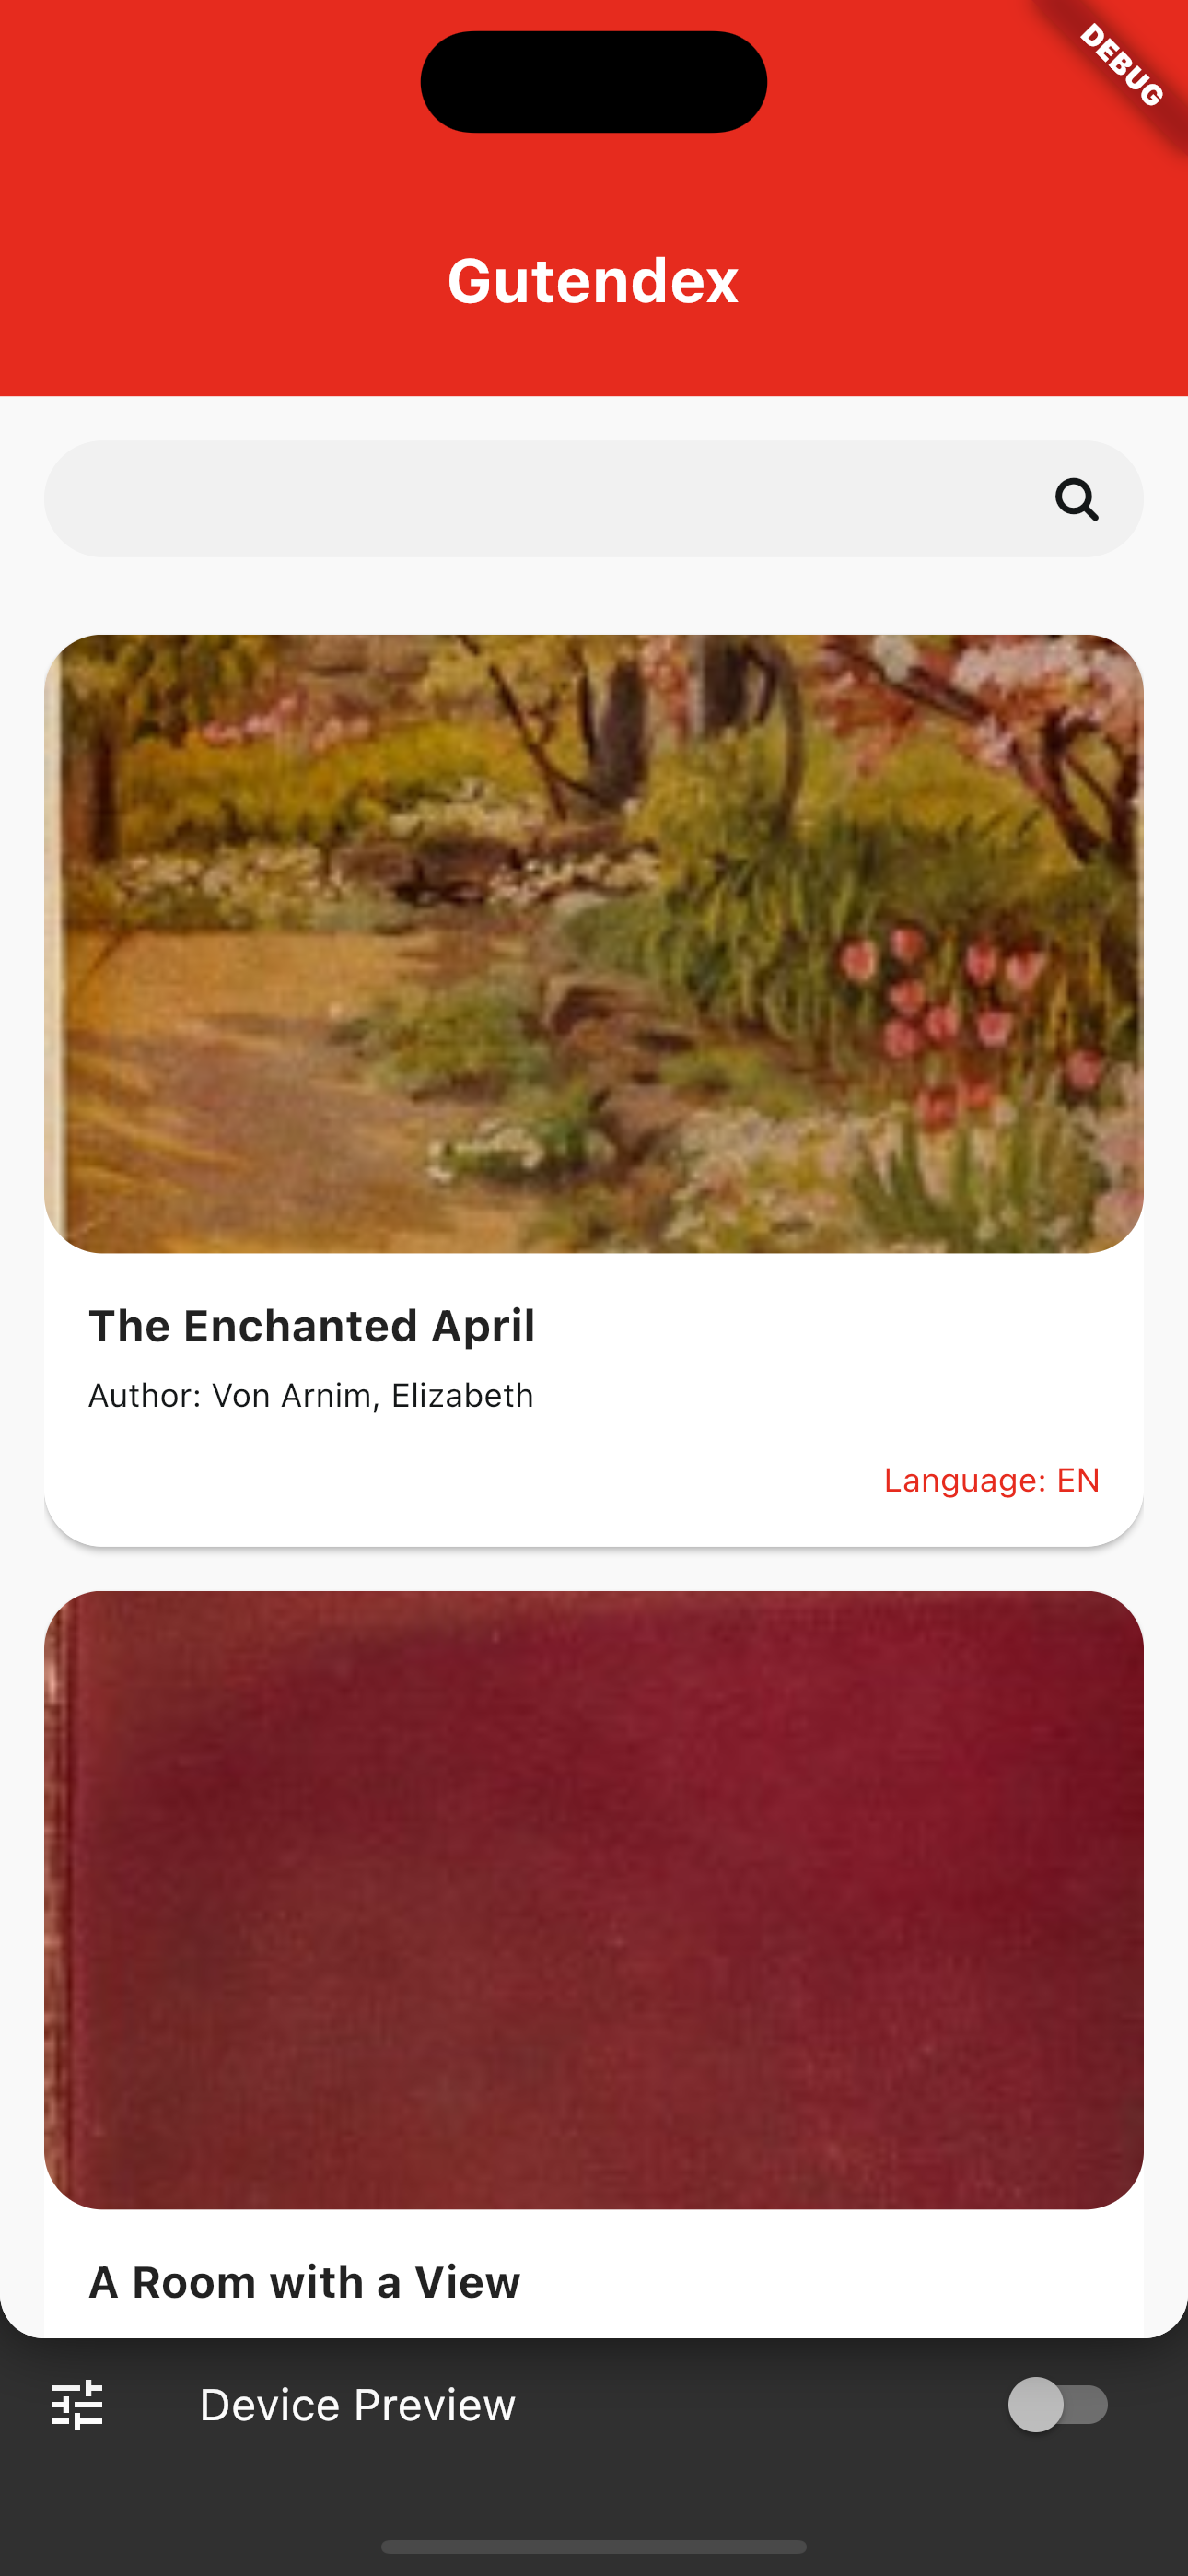 DEBUG
Gutendex
The Enchanted April
Author: Von Arnim, Elizabeth
Language: EN
A Room with a View
Device Preview